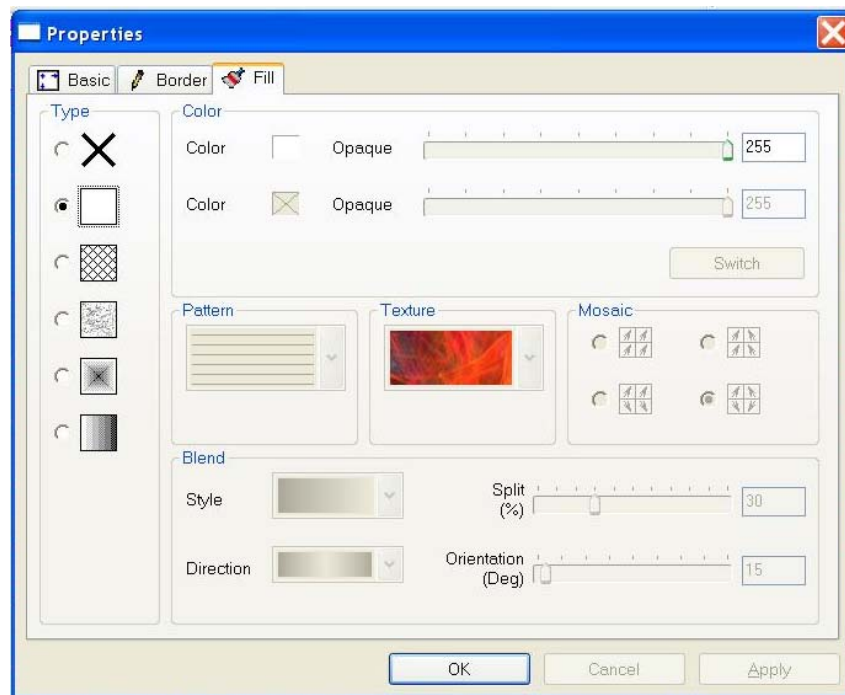 Properties
Basic Border Fill
Type
Color
Color Opaque 255
Color Opaque 255
Switch
Pattern Texture Mosaic
Blend
Style Split (%) 30
Direction Orientation (Deg) 15
OK Cancel Apply